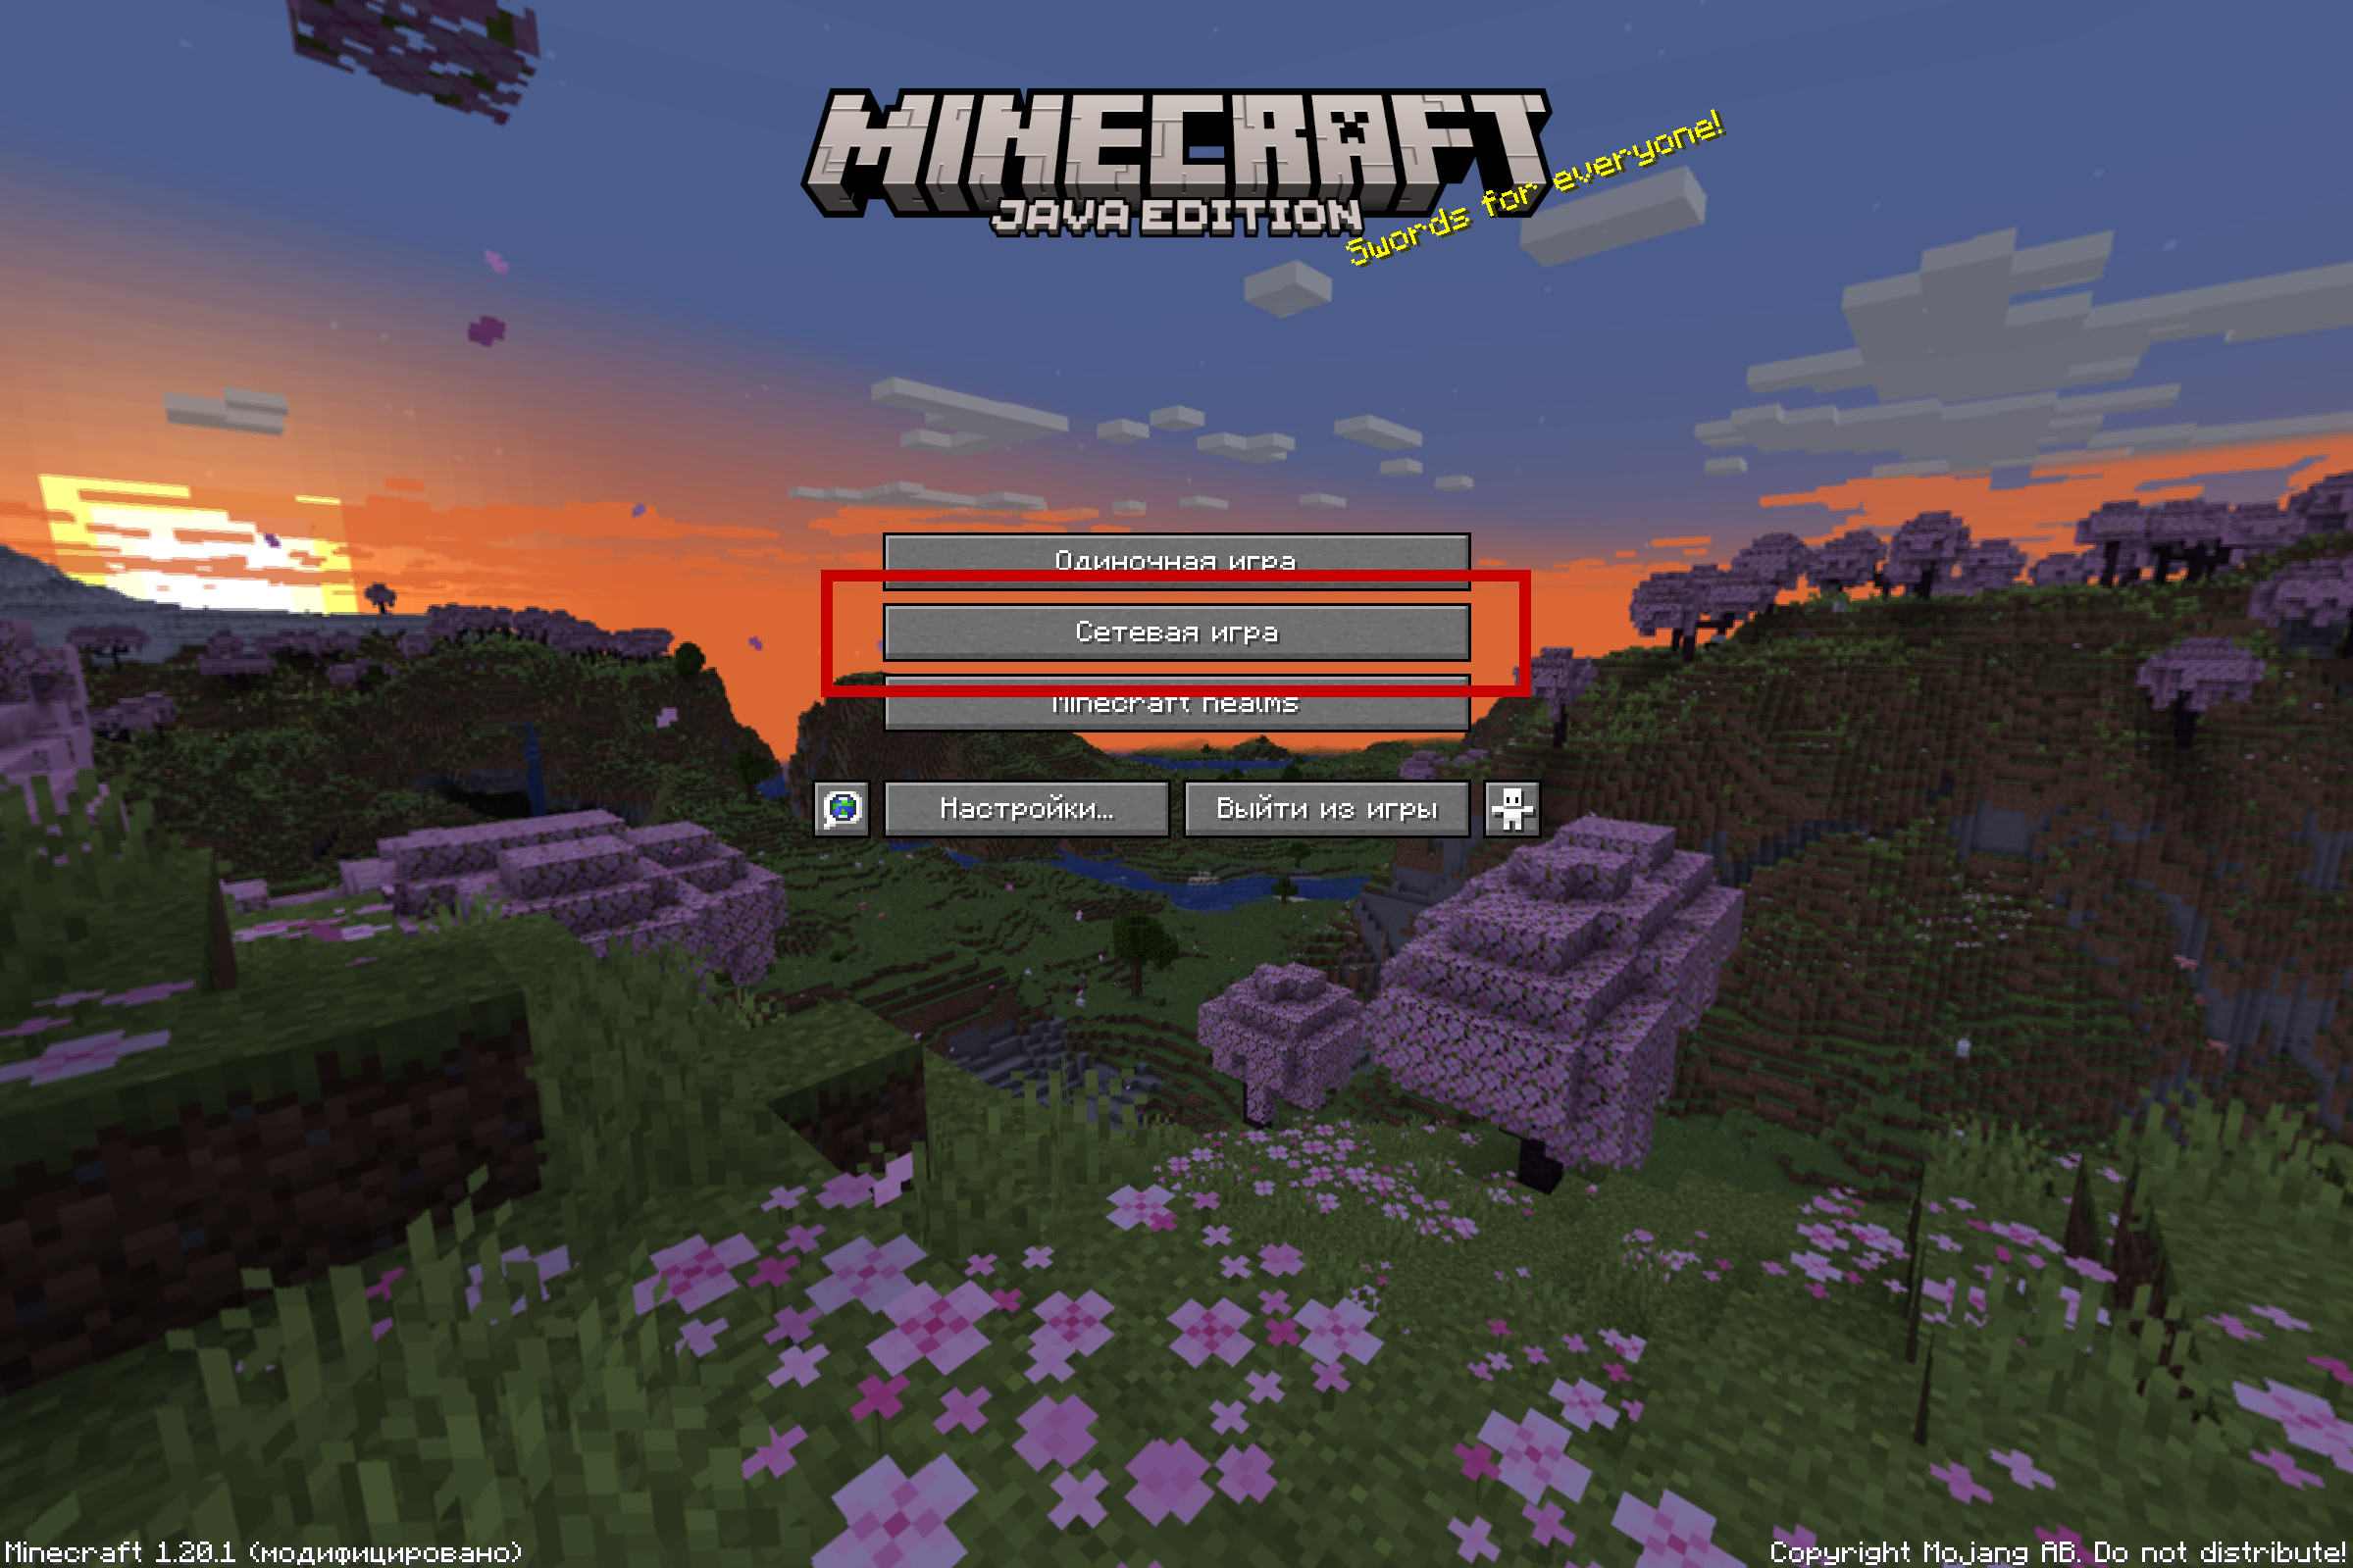 MINECRAFT
JAVA EDITION
Swords for everyone!
Одиночная игра
Сетевая игра
Minecraft Realms
Настройки...
Выйти из игры
Minecraft 1.20.1 (модифицировано)
Copyright Mojang AB. Do not distribute!